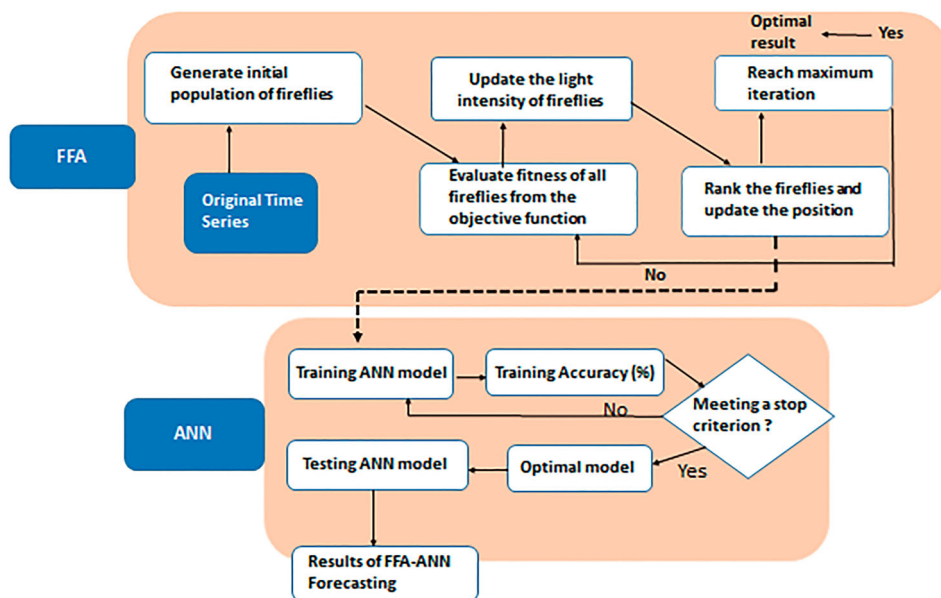 Optimal
result
Yes
Generate initial
population of fireflies
Update the light
intensity of fireflies
Reach maximum
iteration
FFA
Original Time
Series
Evaluate fitness of all
fireflies from the
objective function
Rank the fireflies and
update the position
No
Training ANN model
Training Accuracy (%)
Meeting a stop
criterion ?
No
ANN
Testing ANN model
Optimal model
Yes
Results of FFA-ANN
Forecasting